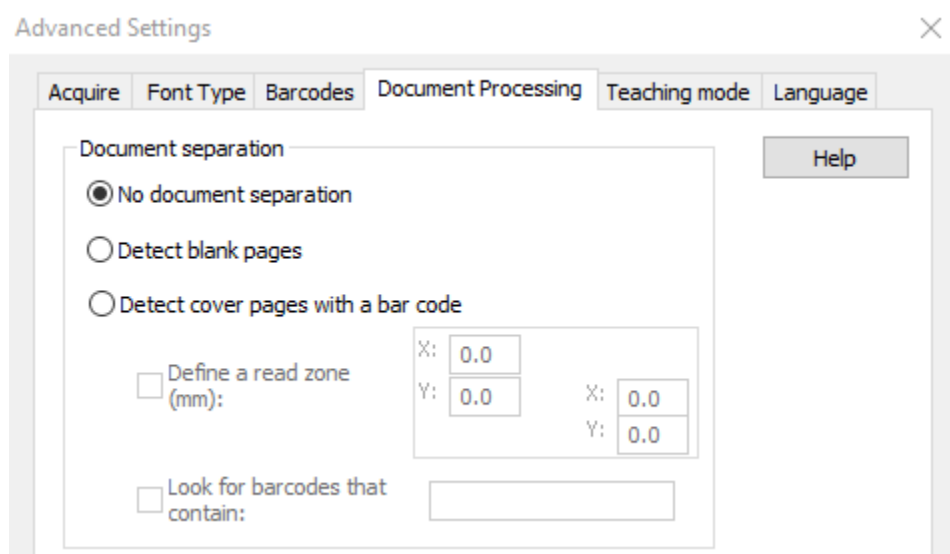 Advanced Settings
Acquire Font Type Barcodes Document Processing Teaching mode Language
Document separation
Help
No document separation
Detect blank pages
Detect cover pages with a bar code
Define a read zone
(mm):
X: 0.0
Y: 0.0
X: 0.0
Y: 0.0
Look for barcodes that
contain: